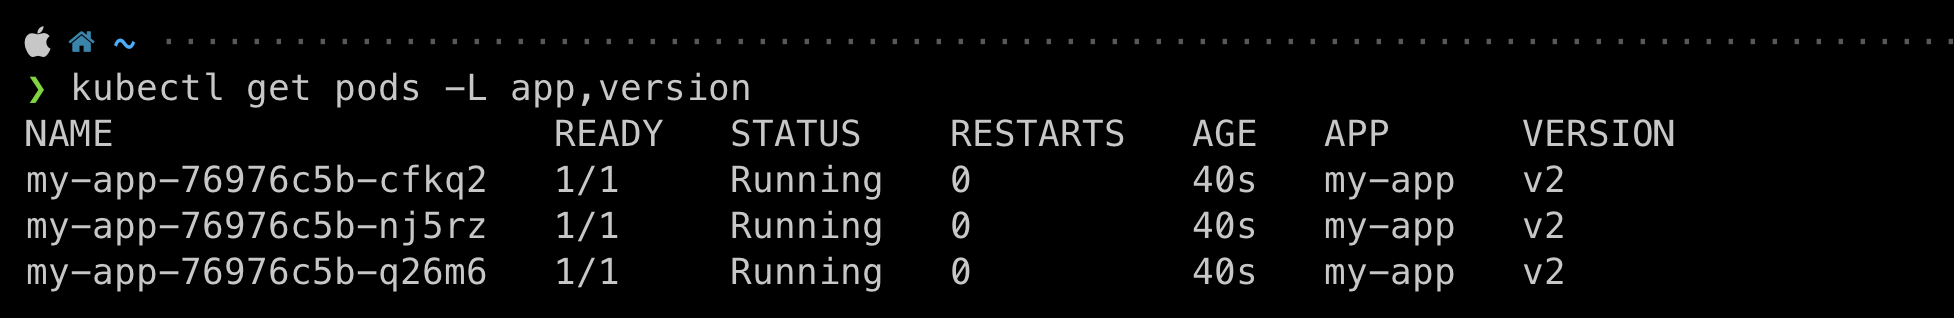 ~ ································································
❯ kubectl get pods -L app,version
NAME                    READY   STATUS    RESTARTS   AGE   APP      VERSION
my-app-76976c5b-cfkq2   1/1     Running   0          40s   my-app   v2
my-app-76976c5b-nj5rz   1/1     Running   0          40s   my-app   v2
my-app-76976c5b-q26m6   1/1     Running   0          40s   my-app   v2